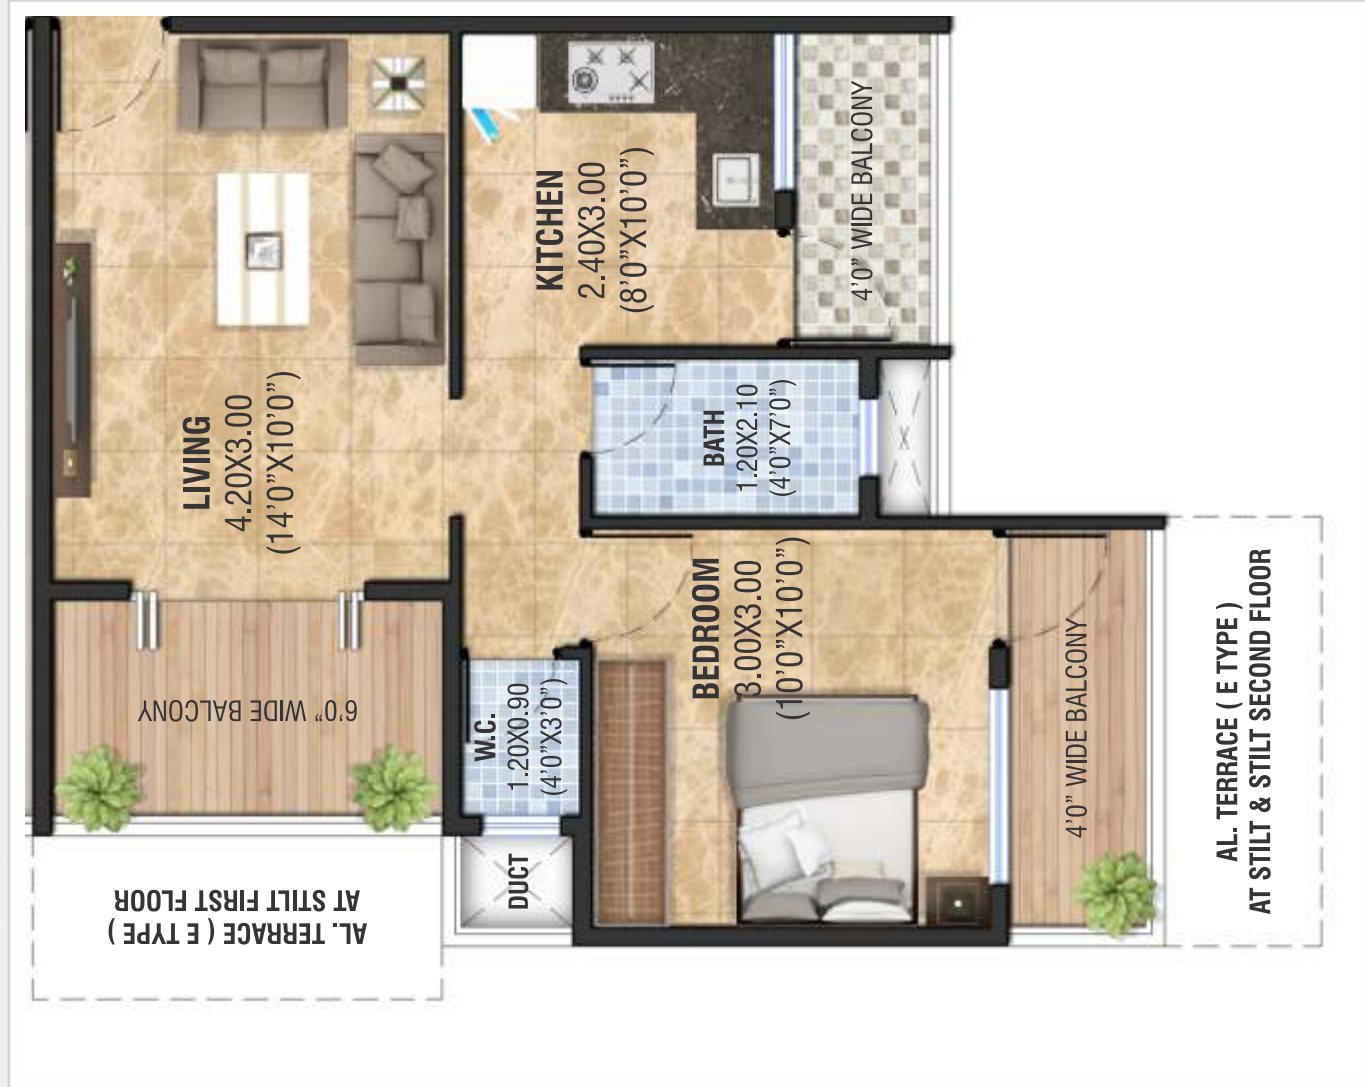 LIVING
4.20X3.00
(14'0"X10'0")
KITCHEN
2.40X3.00
(8'0"X10'0")
4'0" WIDE BALCONY
BATH
1.20X2.10
(4'0"X7'0")
BEDROOM
3.00X3.00
(10'0"X10'0")
6'0" WIDE BALCONY
W.C.
1.20X0.90
(4'0"X3'0")
DUCT
4'0" WIDE BALCONY
AL. TERRACE ( E TYPE )
AT STILT FIRST FLOOR
AL. TERRACE ( E TYPE )
AT STILT & STILT SECOND FLOOR